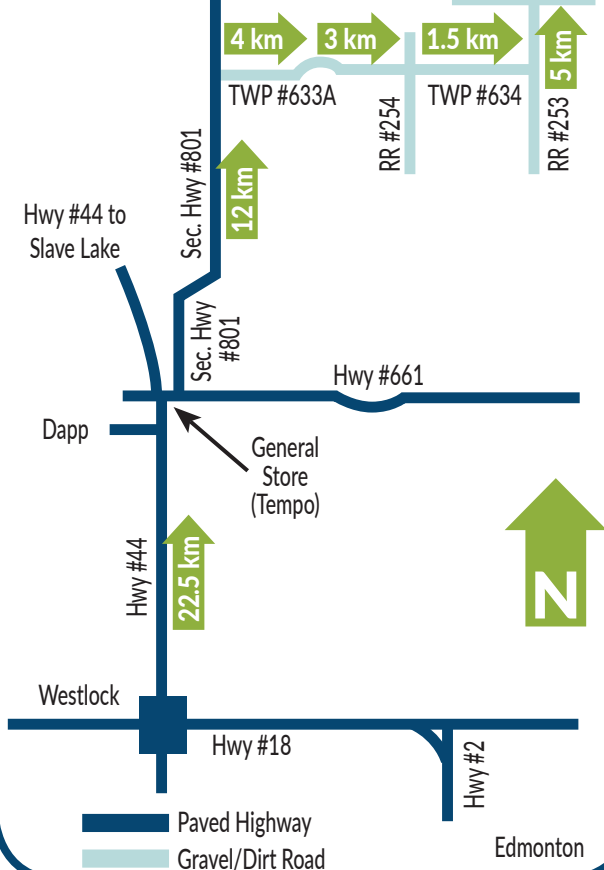 4 km
3 km
1.5 km
5 km
TWP #633A
TWP #634
RR #254
RR #253
Sec. Hwy #801
12 km
Hwy #44 to
Slave Lake
Sec. Hwy
#801
Hwy #661
Dapp
General
Store
(Tempo)
Hwy #44
22.5 km
N
Westlock
Hwy #18
Hwy #2
Paved Highway
Gravel/Dirt Road
Edmonton